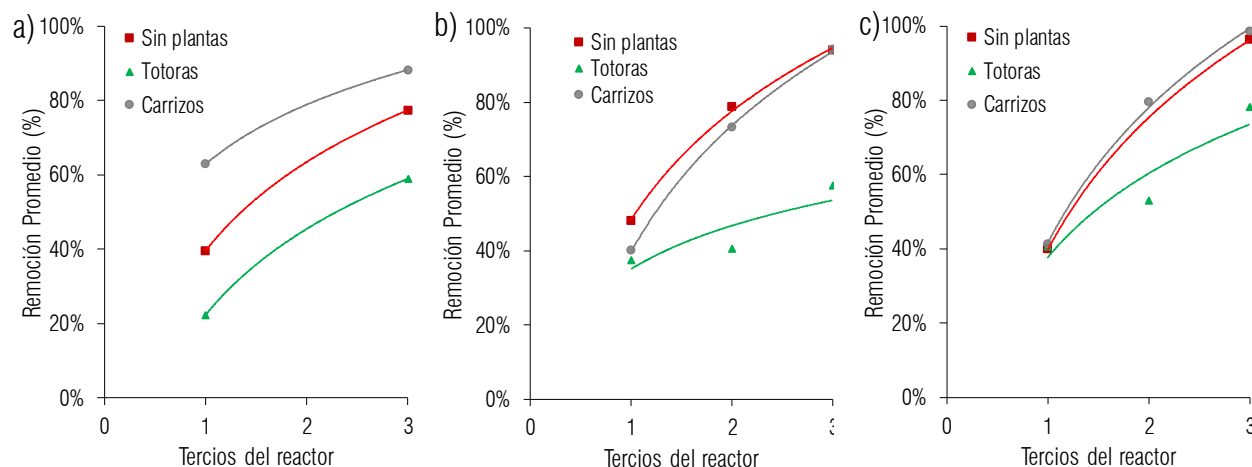 a)
100%
80%
60%
40%
20%
0%
Remoción Promedio (%)
Sin plantas
Totoras
Carrizos
0
1
2
3
Tercios del reactor
b)
100%
80%
60%
40%
20%
0%
Remoción Promedio (%)
Sin plantas
Totoras
Carrizos
0
1
2
3
Tercios del reactor
c)
100%
80%
60%
40%
20%
0%
Remoción Promedio (%)
Sin plantas
Totoras
Carrizos
0
1
2
3
Tercios del reactor